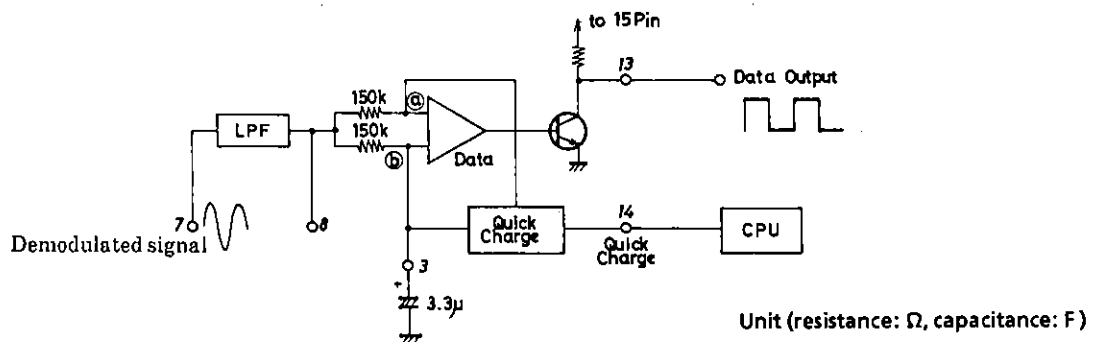 to 15Pin
13
Data Output
150k
ⓐ
150k
ⓑ
LPF
Data
7
8
Demodulated signal
Quick
Charge
14
Quick
Charge
CPU
3
+
3.3μ
Unit (resistance: Ω, capacitance: F)